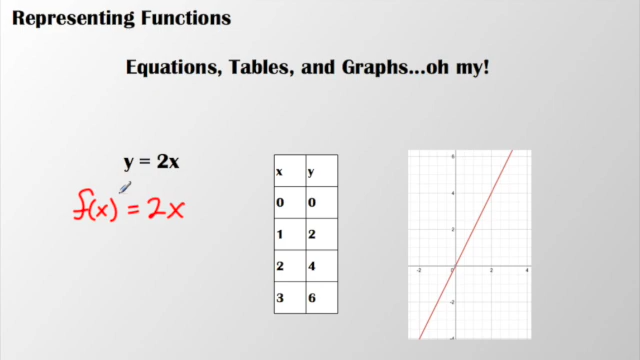 Representing Functions
Equations, Tables, and Graphs...oh my!
y = 2x
f(x) = 2x
x y
0 0
1 2
2 4
3 6
6
4
2
-2 0 2 4
-2
-4